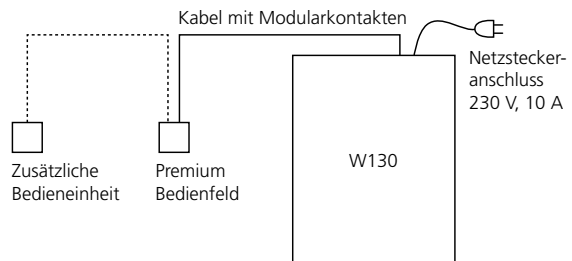 Kabel mit Modularkontakten
Netzstecker-
anschluss
230 V, 10 A
W130
Zusätzliche
Bedieneinheit
Premium
Bedienfeld